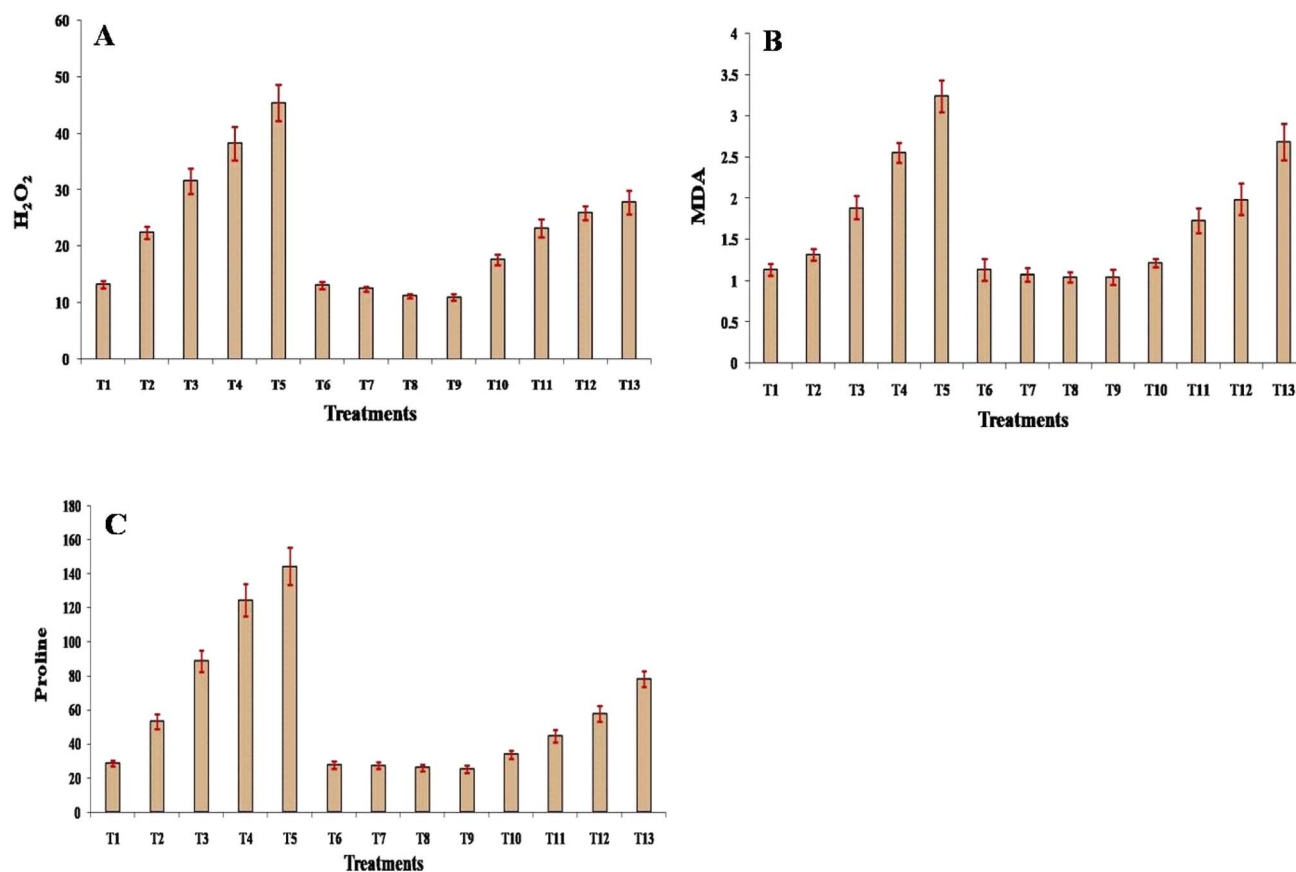 A
60
50
40
30
20
10
0
H₂O₂
T1 T2 T3 T4 T5 T6 T7 T8 T9 T10 T11 T12 T13
Treatments
B
4
3.5
3
2.5
2
1.5
1
0.5
0
MDA
T1 T2 T3 T4 T5 T6 T7 T8 T9 T10 T11 T12 T13
Treatments
C
180
160
140
120
100
80
60
40
20
0
Proline
T1 T2 T3 T4 T5 T6 T7 T8 T9 T10 T11 T12 T13
Treatments